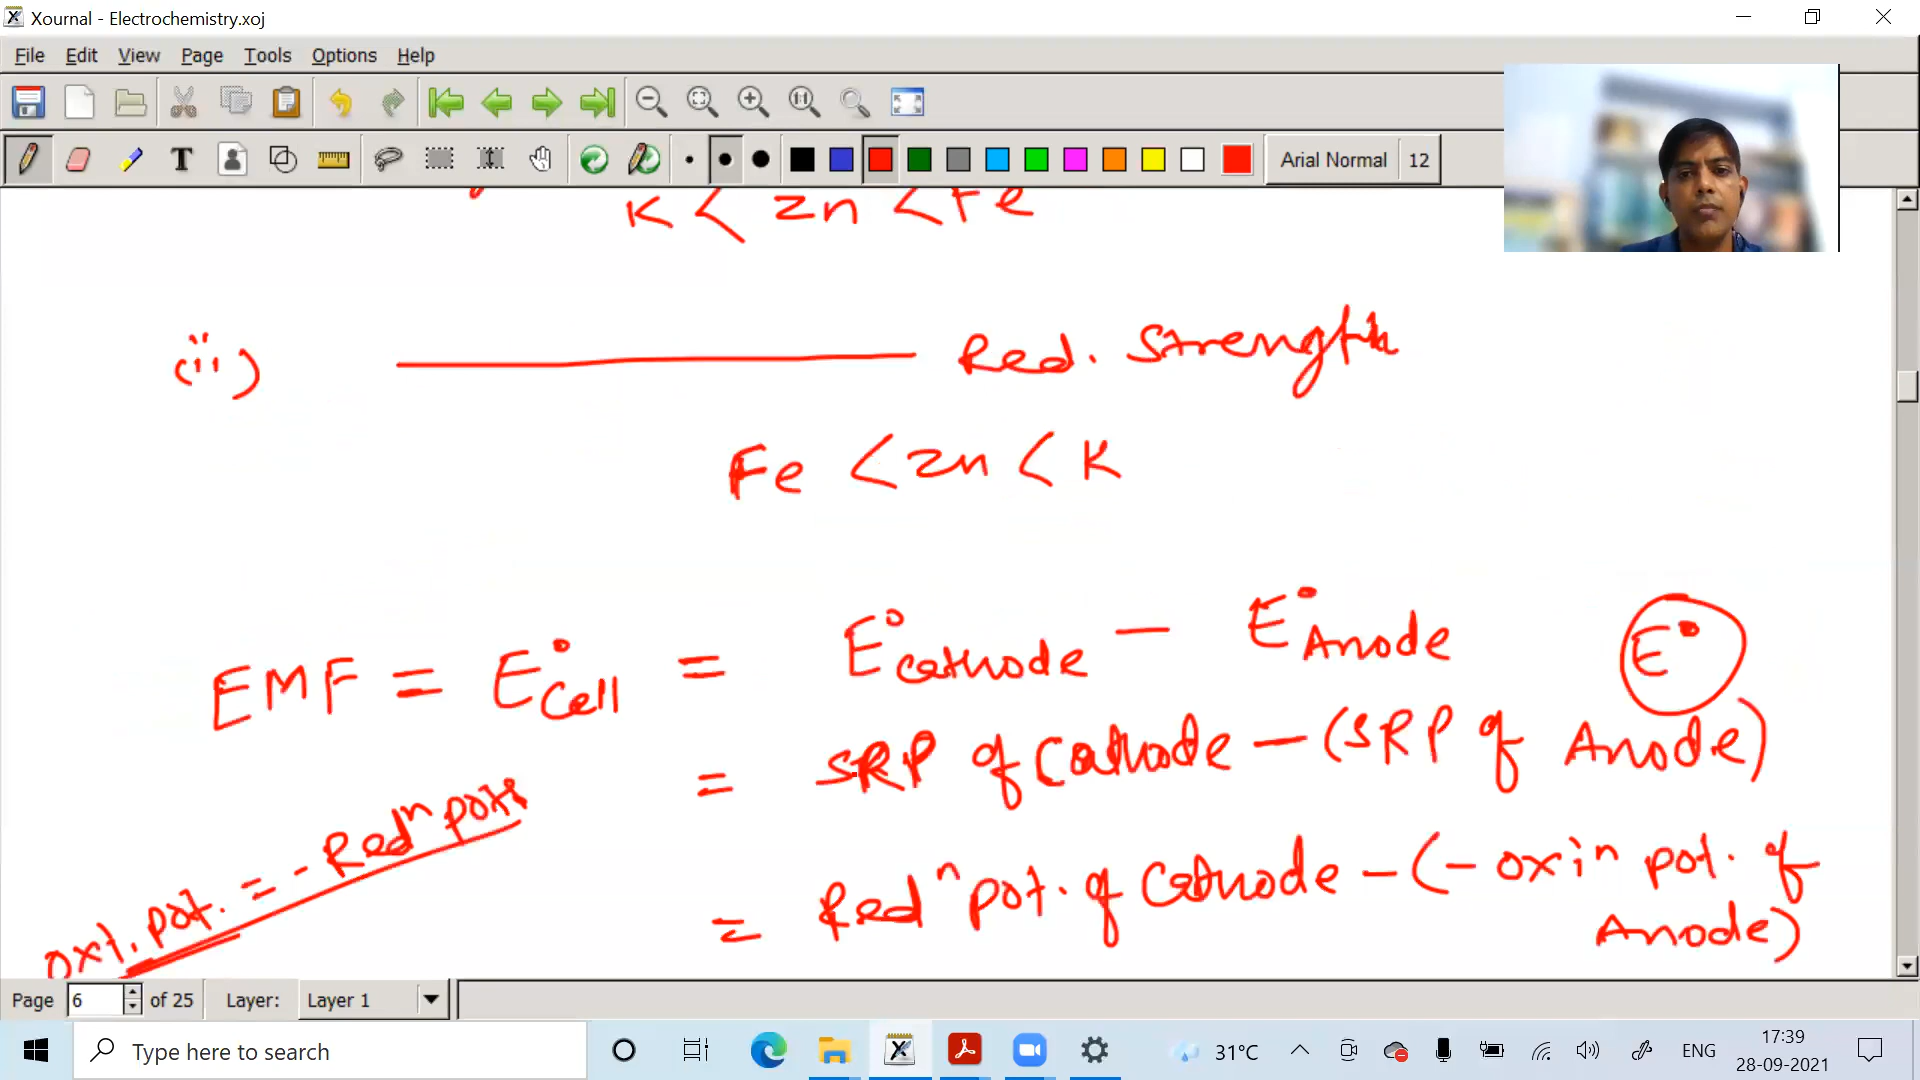 Xournal - Electrochemistry.xoj
File Edit View Page Tools Options Help
Arial Normal 12
K < Zn < Fe
(ii) Red. Strength
Fe < Zn < K
EMF = E°Cell = E°Cathode - E°Anode E°
= SRP of Cathode - (SRP of Anode)
oxi. pot. = - Redn pot.
= Redn pot. of Cathode - (- oxin pot. of
Anode)
Page 6 of 25 Layer: Layer 1
Type here to search
31°C ENG 17:39
28-09-2021